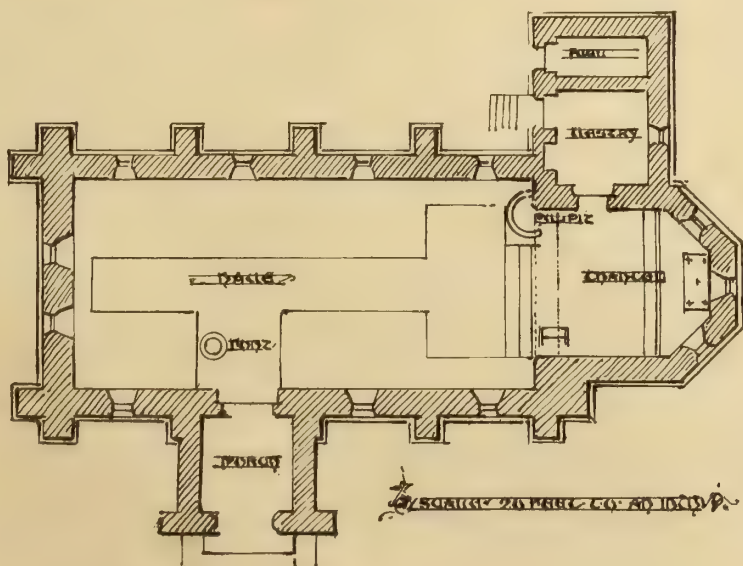 VESTRY
PULPIT
NAVE
CHANCEL
FONT
PORCH
SCALE · 20 FEET · TO · AN INCH